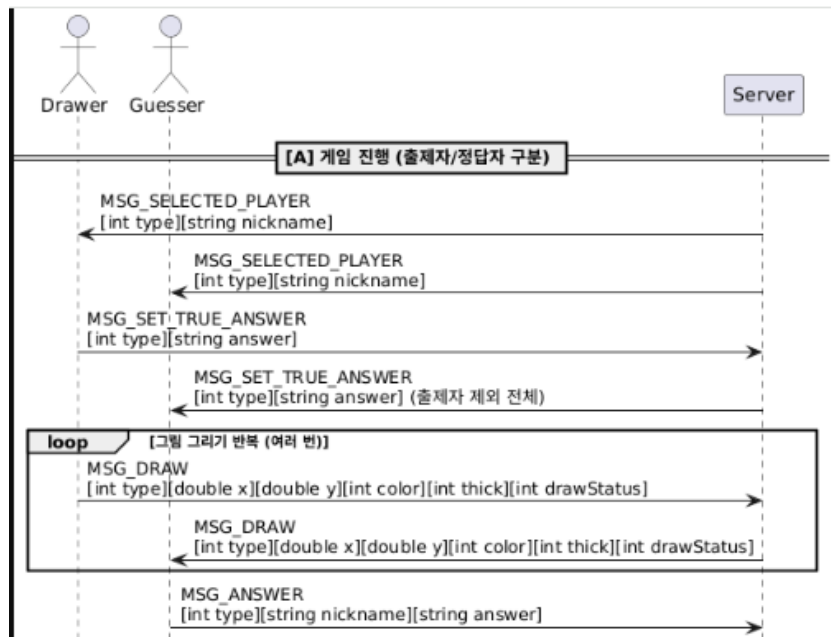 Drawer Guesser
Server
[A] 게임 진행 (출제자/정답자 구분)
MSG_SELECTED_PLAYER
[int type][string nickname]
MSG_SELECTED_PLAYER
[int type][string nickname]
MSG_SET_TRUE_ANSWER
[int type][string answer]
MSG_SET_TRUE_ANSWER
[int type][string answer] (출제자 제외 전체)
loop [그림 그리기 반복 (여러 번)]
MSG_DRAW
[int type][double x][double y][int color][int thick][int drawStatus]
MSG_DRAW
[int type][double x][double y][int color][int thick][int drawStatus]
MSG_ANSWER
[int type][string nickname][string answer]